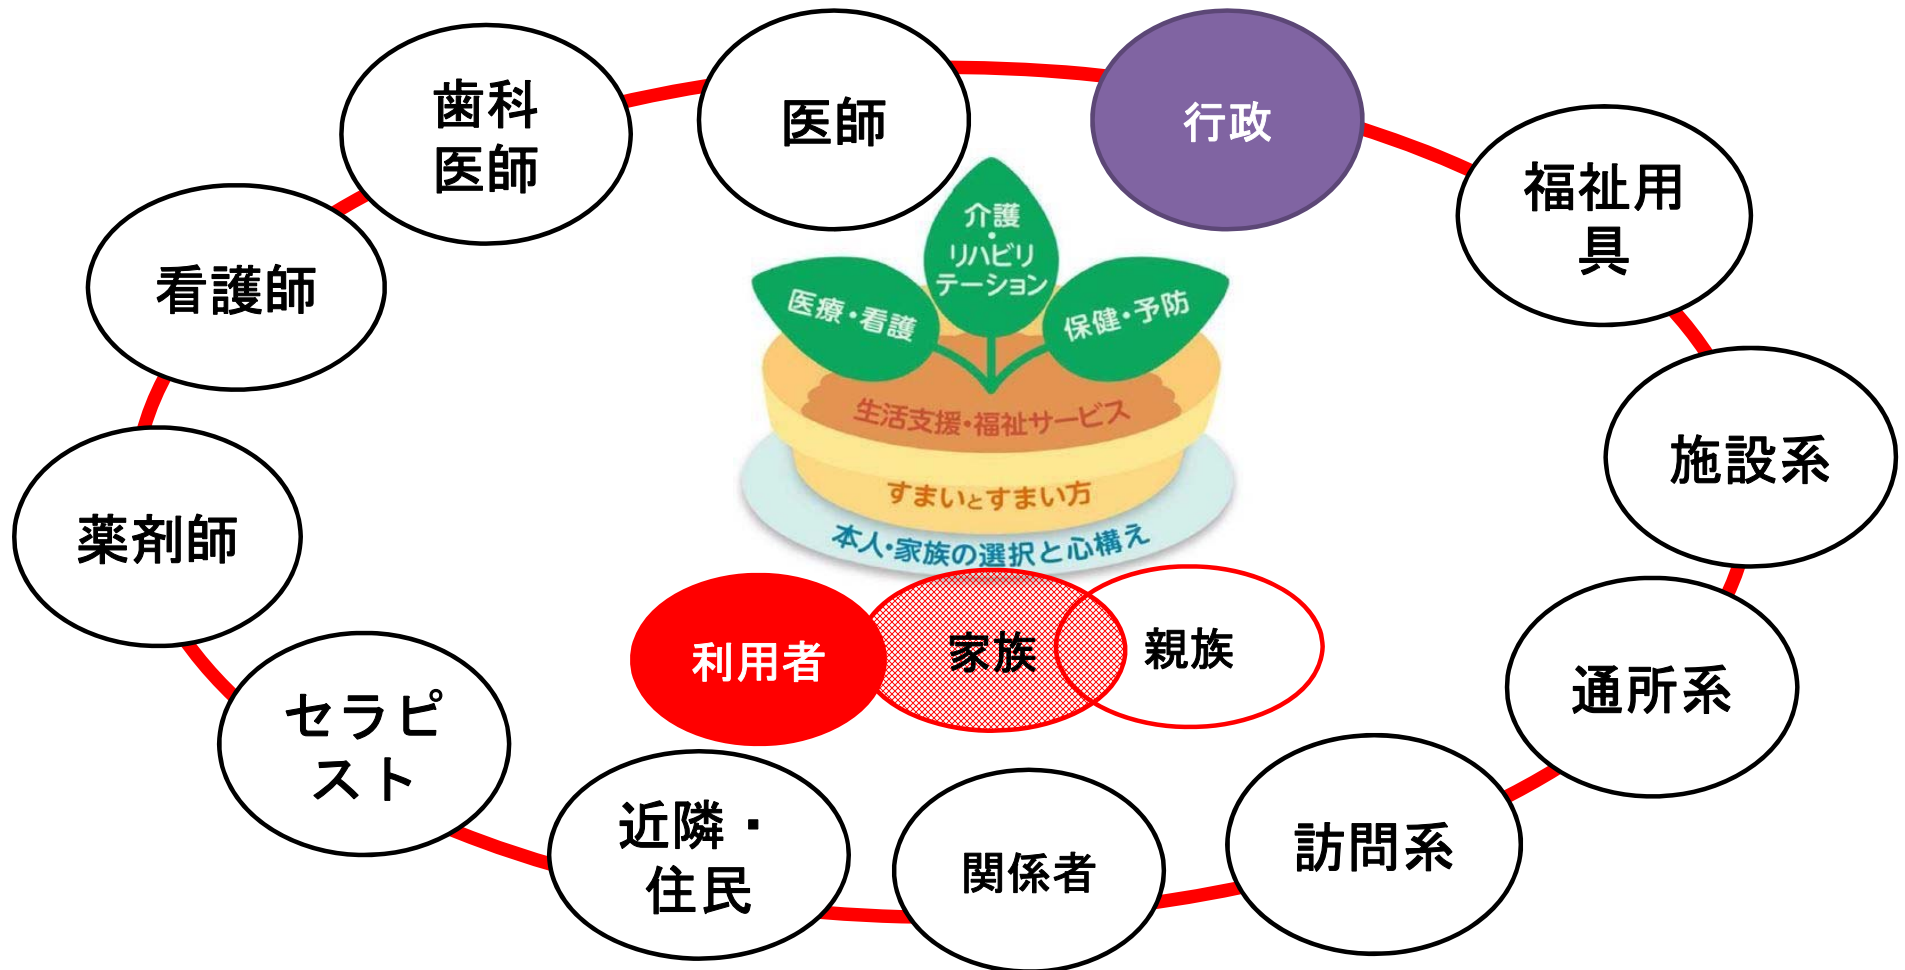 歯科
医師
医師
行政
福祉用
具
看護師
介護
・
リハビリ
テーション
医療・看護
保健・予防
生活支援・福祉サービス
すまいとすまい方
本人・家族の選択と心構え
施設系
薬剤師
利用者
家族
親族
通所系
セラピ
スト
近隣・
住民
関係者
訪問系